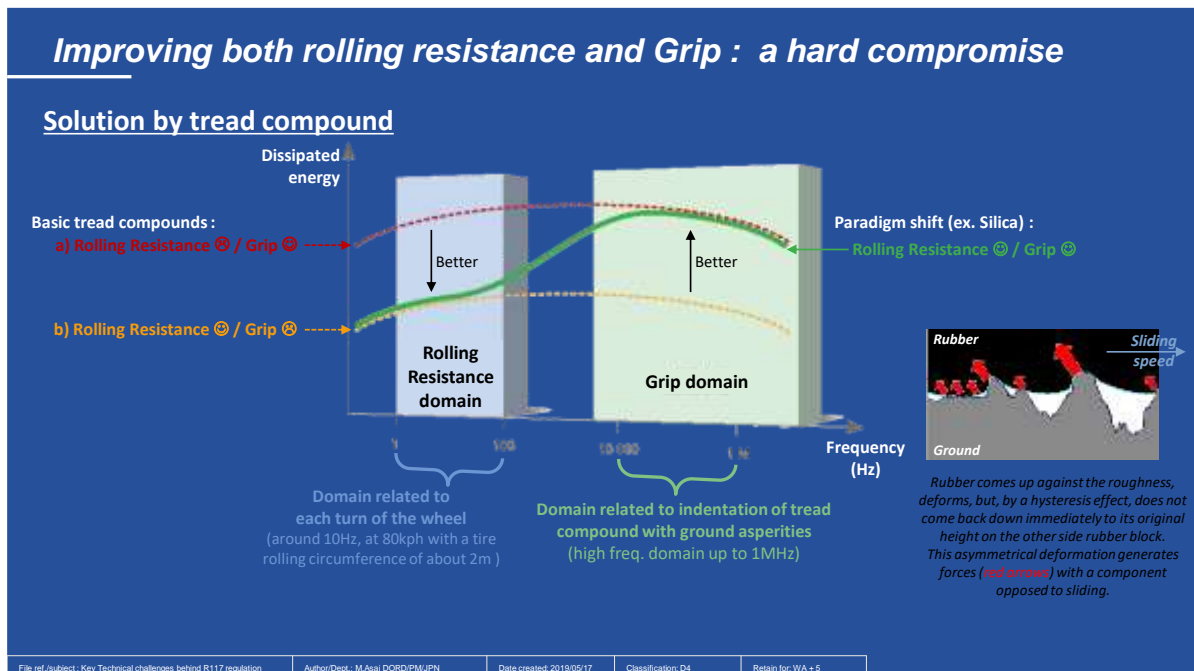 Improving both rolling resistance and Grip : a hard compromise
Solution by tread compound
Dissipated
energy
Basic tread compounds :
a) Rolling Resistance ☹ / Grip ☺
Better
Better
Paradigm shift (ex. Silica) :
Rolling Resistance ☺ / Grip ☺
b) Rolling Resistance ☺ / Grip ☹
Rolling
Resistance
domain
Grip domain
Rubber
Sliding
speed
Ground
1
100
10 000
Frequency
(Hz)
Domain related to
each turn of the wheel
(around 10Hz, at 80kph with a tire
rolling circumference of about 2m )
Domain related to indentation of tread
compound with ground asperities
(high freq. domain up to 1MHz)
Rubber comes up against the roughness,
deforms, but, by a hysteresis effect, does not
come back down immediately to its original
height on the other side rubber block.
This asymmetrical deformation generates
forces (red arrows) with a component
opposed to sliding.
File ref./subject : Key Technical challenges behind R117 regulation
Author/Dept.: M.Asai DORD/PM/JPN
Date created: 2019/05/17
Classification: D4
Retain for: WA + 5